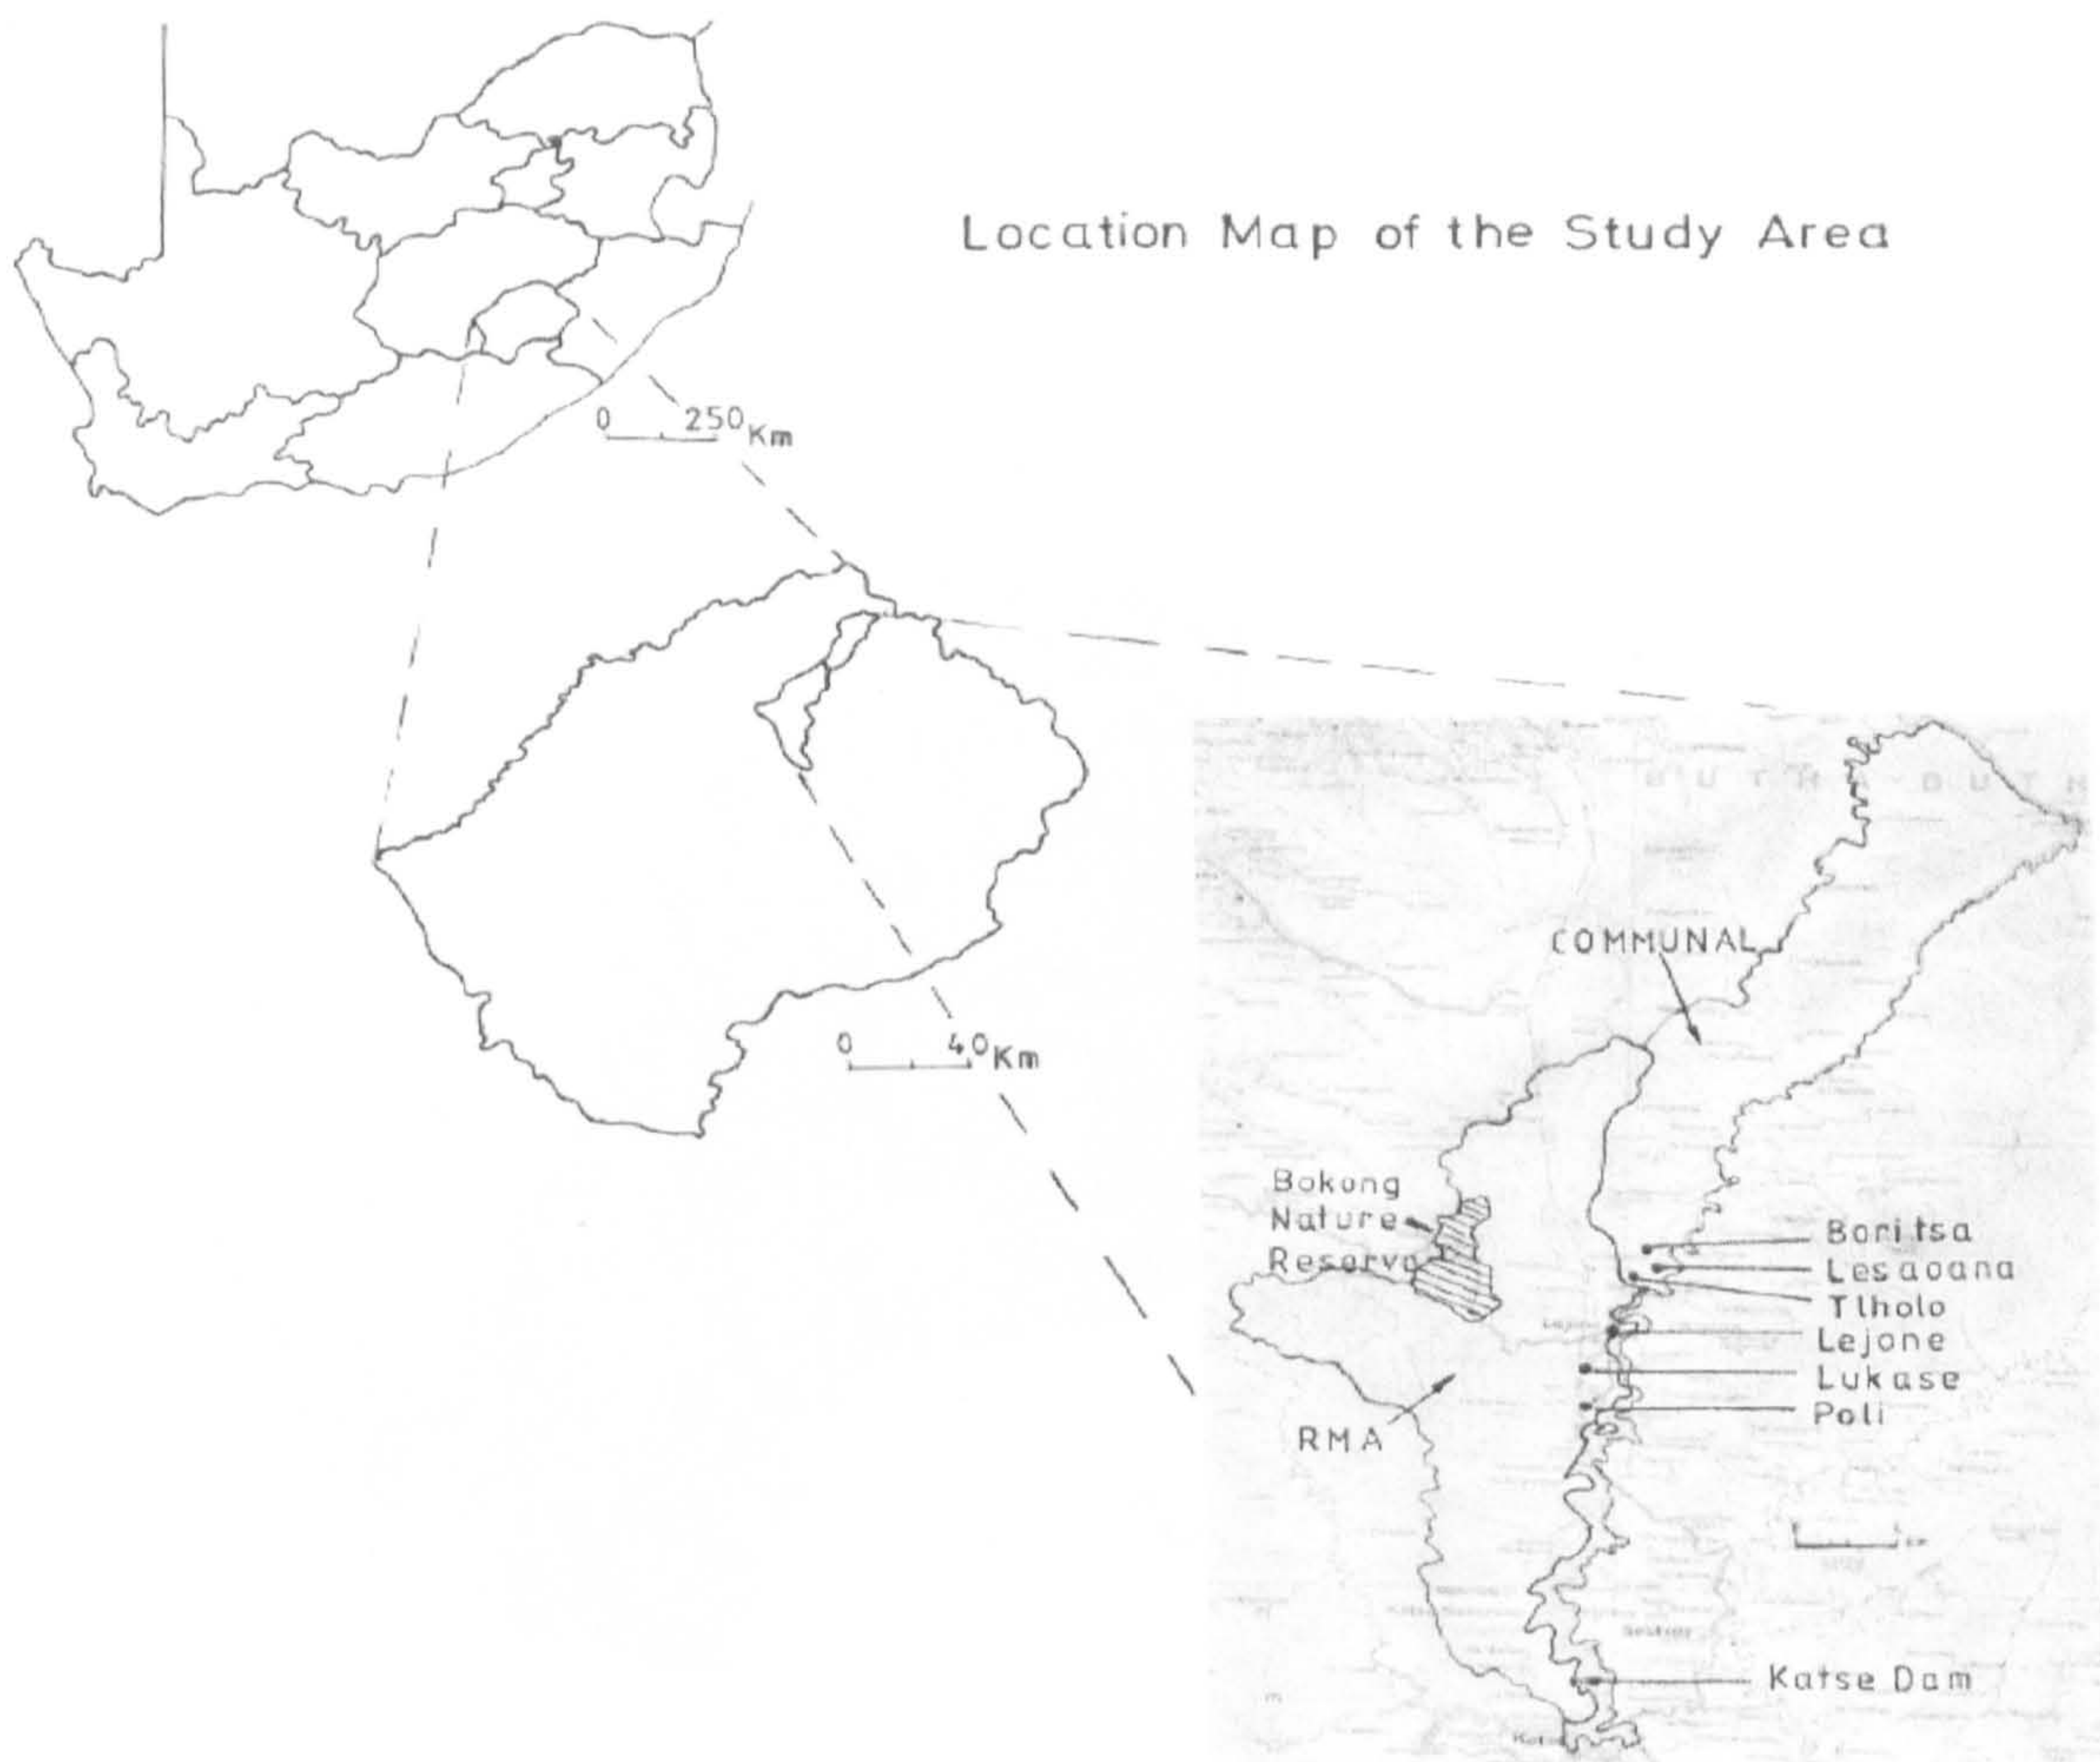 Location Map of the Study Area
0 250 Km
0 40 Km
COMMUNAL
Bokong
Nature
Reserve
Boritsa
Lesaoana
Tlholo
Lejone
Lukase
Poli
RMA
Katse Dam